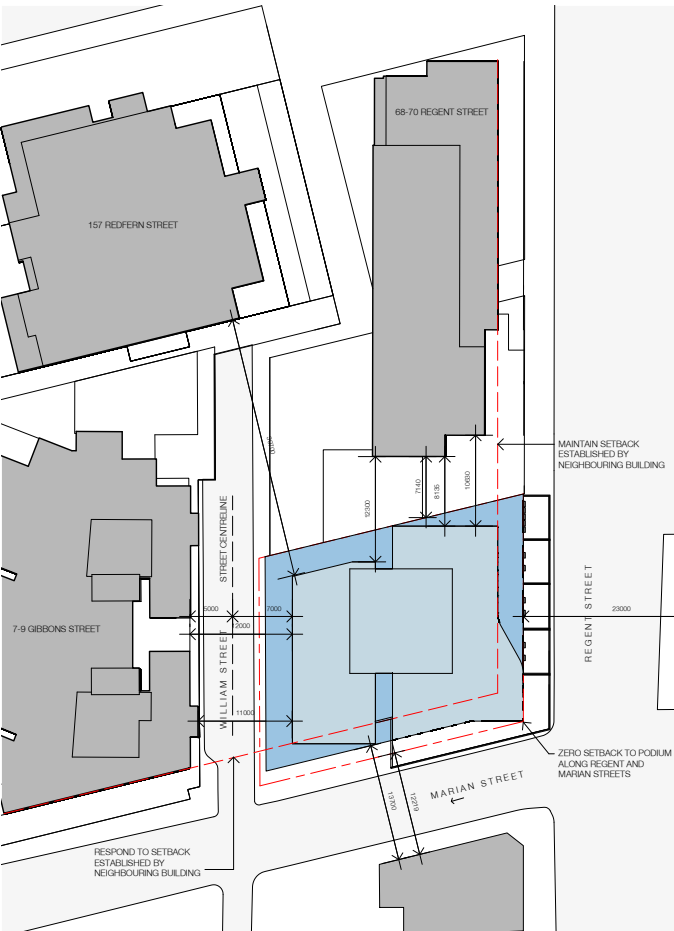 68-70 REGENT STREET
157 REDFERN STREET
MAINTAIN SETBACK
ESTABLISHED BY
NEIGHBOURING BUILDING
12300
7140
8135
10630
STREET CENTRELINE
WILLIAM STREET
5000
7000
12000
11000
7-9 GIBBONS STREET
REGENT STREET
23000
ZERO SETBACK TO PODIUM
ALONG REGENT AND
MARIAN STREETS
MARIAN STREET
13700
12219
RESPOND TO SETBACK
ESTABLISHED BY
NEIGHBOURING BUILDING